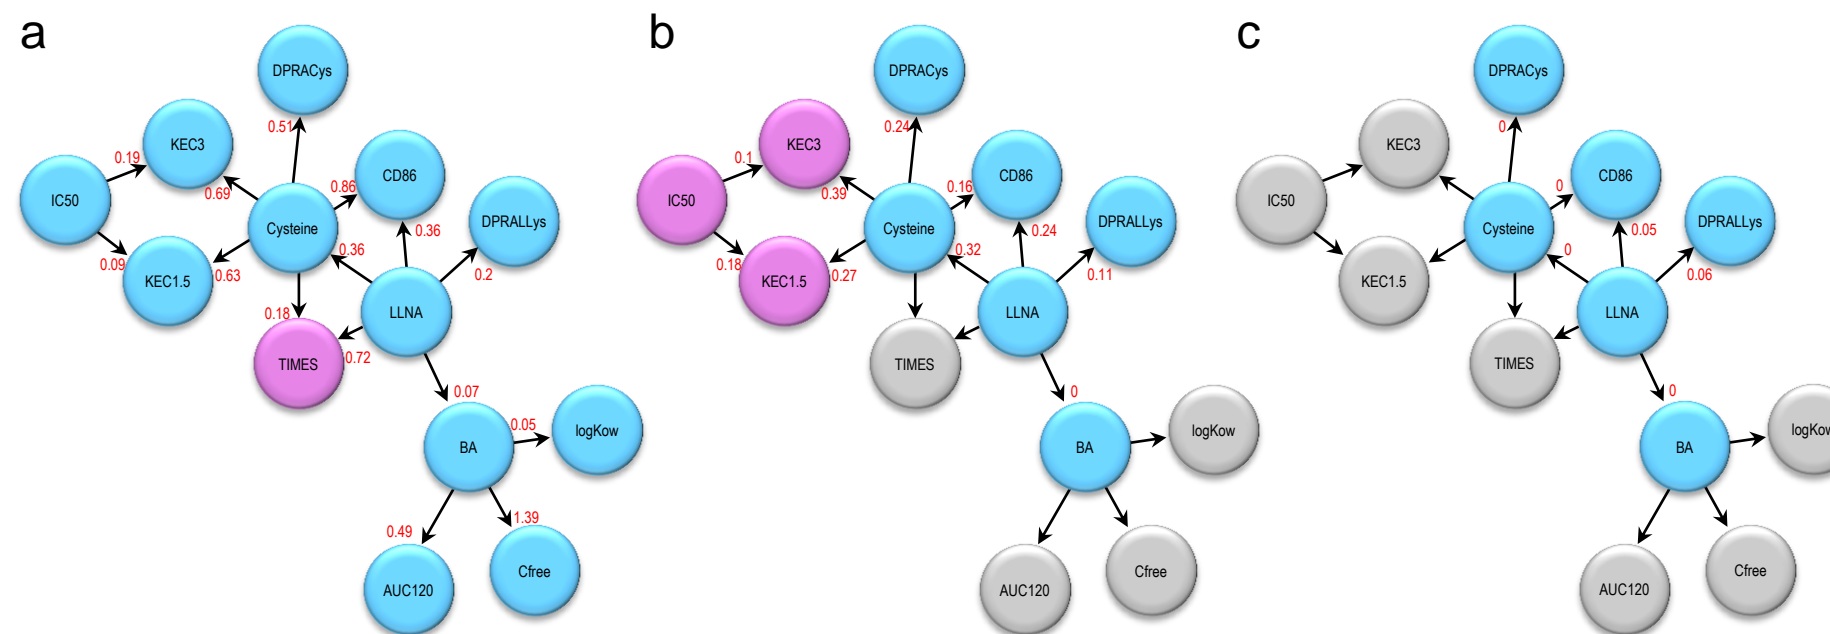 a
DPRACys
0.51
KEC3
0.19
0.69
CD86
0.86
IC50
Cysteine
0.36
DPRALLys
0.2
0.09
KEC1.5
0.63
0.36
LLNA
0.18
TIMES
0.72
0.07
BA
0.05
logKow
0.49
1.39
AUC120
Cfree
b
DPRACys
0.24
KEC3
0.1
0.39
CD86
0.16
IC50
Cysteine
0.24
DPRALLys
0.11
0.18
KEC1.5
0.27
0.32
LLNA
TIMES
0
BA
logKow
AUC120
Cfree
c
DPRACys
0
KEC3
CD86
0
IC50
Cysteine
0.05
DPRALLys
0.06
KEC1.5
0
LLNA
TIMES
0
BA
logKow
AUC120
Cfree